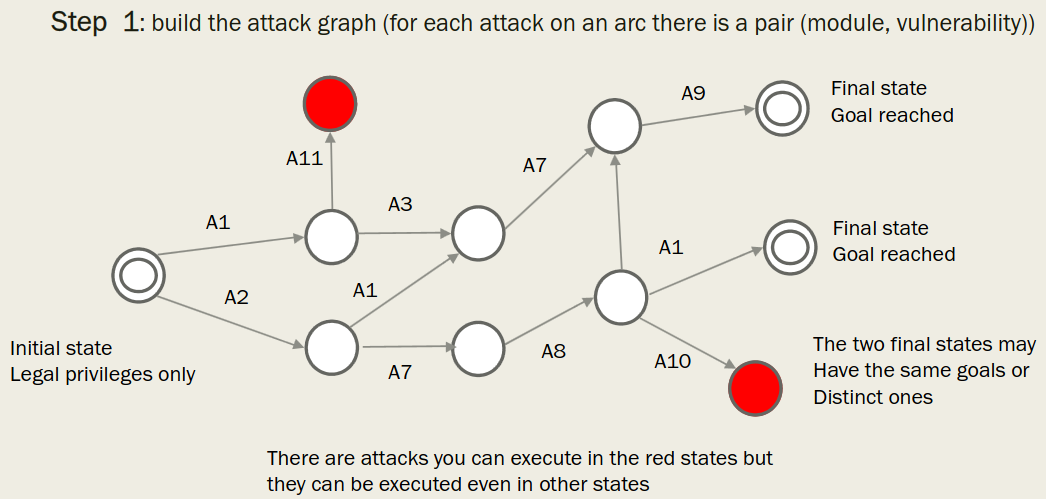 Step 1: build the attack graph (for each attack on an arc there is a pair (module, vulnerability))
A9
Final state
Goal reached
A11
A7
A3
A1
Final state
Goal reached
A1
A1
A2
Initial state
Legal privileges only
A7
A8
A10
The two final states may
Have the same goals or
Distinct ones
There are attacks you can execute in the red states but
they can be executed even in other states